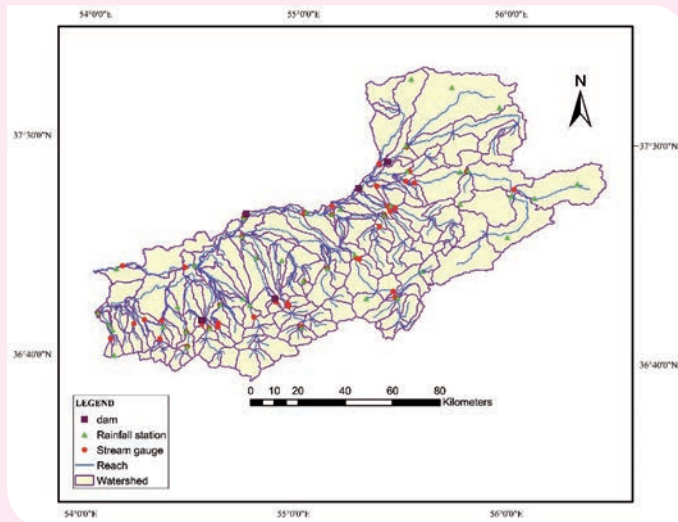 54°0'0"E 55°0'0"E 56°0'0"E
N
37°30'0"N 37°30'0"N
36°40'0"N 36°40'0"N
0 10 20 40 60 80
Kilometers
LEGEND
dam
Rainfall station
Stream gauge
Reach
Watershed
54°0'0"E 55°0'0"E 56°0'0"E